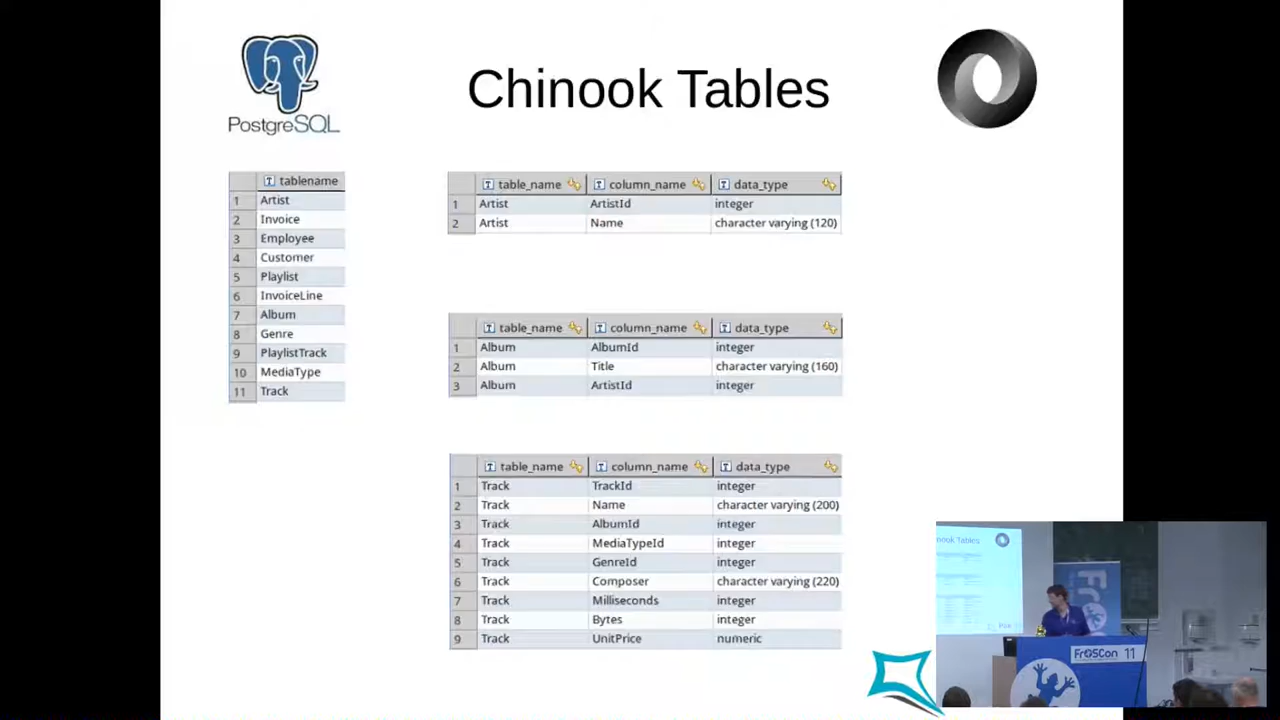 PostgreSQL
Chinook Tables
tablename
1 Artist
2 Invoice
3 Employee
4 Customer
5 Playlist
6 InvoiceLine
7 Album
8 Genre
9 PlaylistTrack
10 MediaType
11 Track
table_name column_name data_type
1 Artist ArtistId integer
2 Artist Name character varying (120)
table_name column_name data_type
1 Album AlbumId integer
2 Album Title character varying (160)
3 Album ArtistId integer
table_name column_name data_type
1 Track TrackId integer
2 Track Name character varying (200)
3 Track AlbumId integer
4 Track MediaTypeId integer
5 Track GenreId integer
6 Track Composer character varying (220)
7 Track Milliseconds integer
8 Track Bytes integer
9 Track UnitPrice numeric
nook Tables
FrOSCon 11